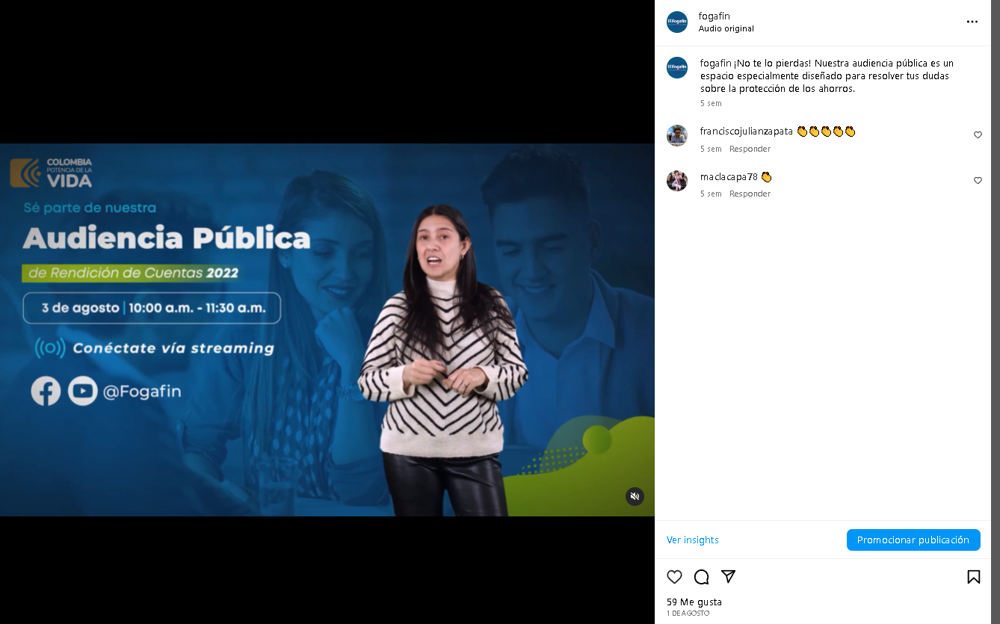 COLOMBIA
POTENCIA DE LA
VIDA
Sé parte de nuestra
Audiencia Pública
de Rendición de Cuentas 2022
3 de agosto | 10:00 a.m. - 11:30 a.m.
Conéctate vía streaming
@Fogafin
Fogafin
fogafin
Audio original
Fogafin
fogafin ¡No te lo pierdas! Nuestra audiencia pública es un
espacio especialmente diseñado para resolver tus dudas
sobre la protección de los ahorros.
5 sem
franciscojulianzapata 👏👏👏👏👏
5 sem Responder
maclacapa78 👏
5 sem Responder
Ver insights
Promocionar publicación
59 Me gusta
1 DE AGOSTO